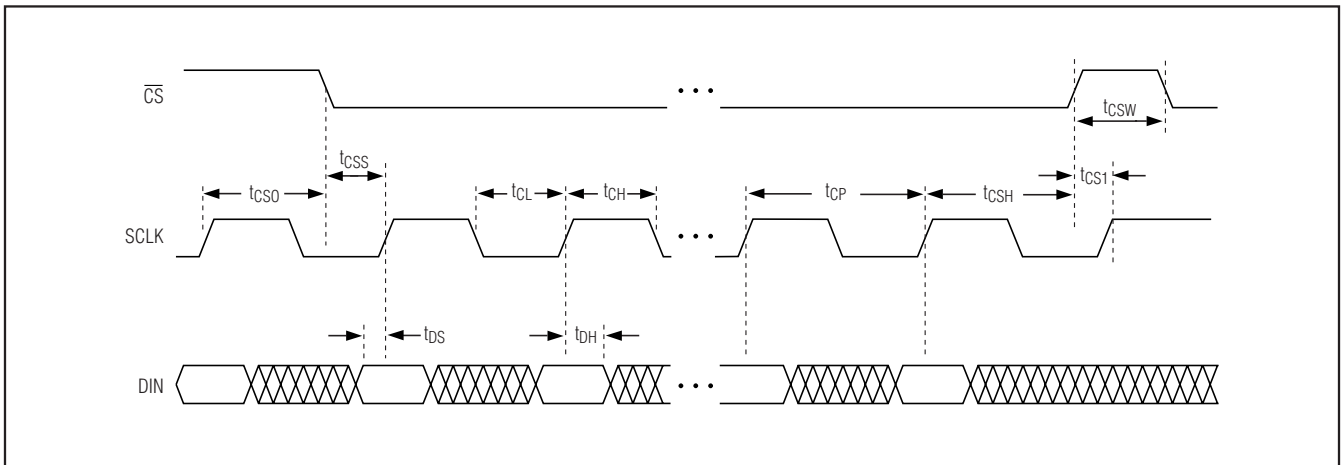 CS
tCSW
tCSS
tCSO tCL tCH tCP tCSH tCS1
SCLK
tDS tDH
DIN